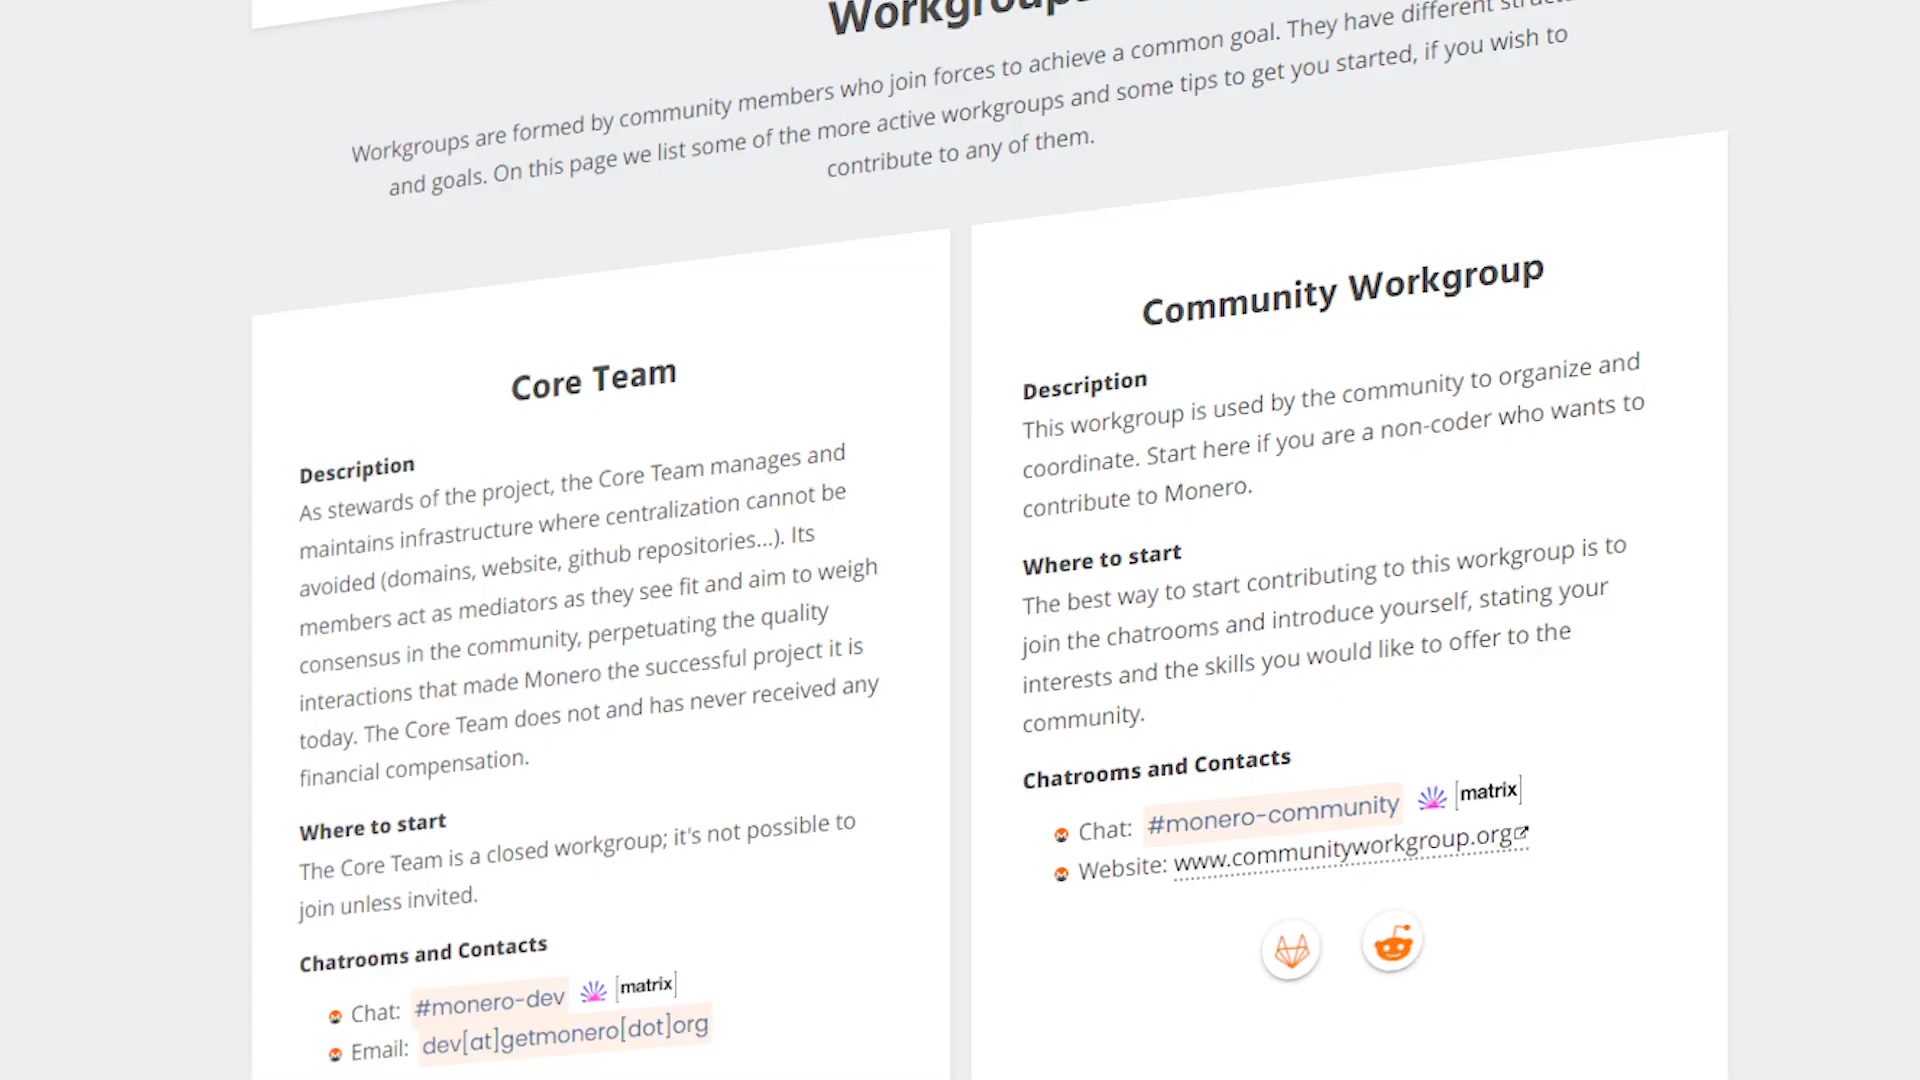 Workgroups
Workgroups are formed by community members who join forces to achieve a common goal. They have different
and goals. On this page we list some of the more active workgroups and some tips to get you started, if you wish to
contribute to any of them.
Core Team
Description
As stewards of the project, the Core Team manages and
maintains infrastructure where centralization cannot be
avoided (domains, website, github repositories...). Its
members act as mediators as they see fit and aim to weigh
consensus in the community, perpetuating the quality
interactions that made Monero the successful project it is
today. The Core Team does not and has never received any
financial compensation.
Where to start
The Core Team is a closed workgroup; it's not possible to
join unless invited.
Chatrooms and Contacts
Chat: #monero-dev [matrix]
Email: dev[at]getmonero[dot]org
Community Workgroup
Description
This workgroup is used by the community to organize and
coordinate. Start here if you are a non-coder who wants to
contribute to Monero.
Where to start
The best way to start contributing to this workgroup is to
join the chatrooms and introduce yourself, stating your
interests and the skills you would like to offer to the
community.
Chatrooms and Contacts
Chat: #monero-community [matrix]
Website: www.communityworkgroup.org